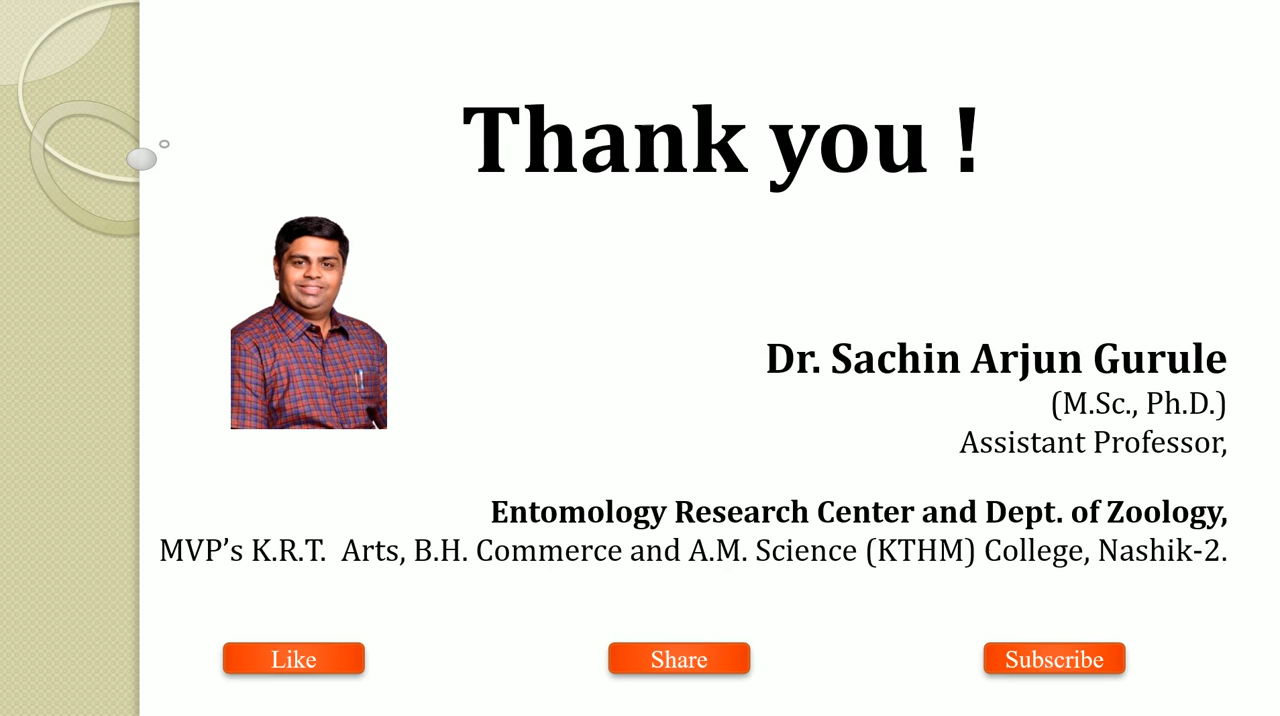 Thank you !
Dr. Sachin Arjun Gurule
(M.Sc., Ph.D.)
Assistant Professor,
Entomology Research Center and Dept. of Zoology,
MVP’s K.R.T. Arts, B.H. Commerce and A.M. Science (KTHM) College, Nashik-2.
Like
Share
Subscribe